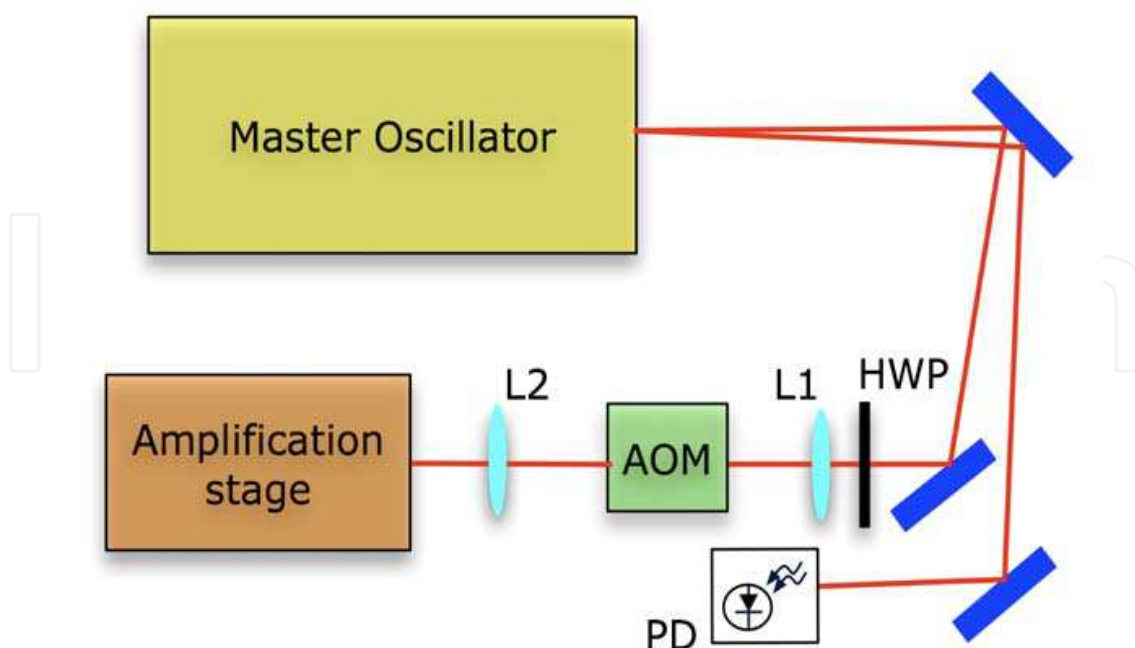 Master Oscillator
HWP
L1
L2
AOM
Amplification
stage
PD